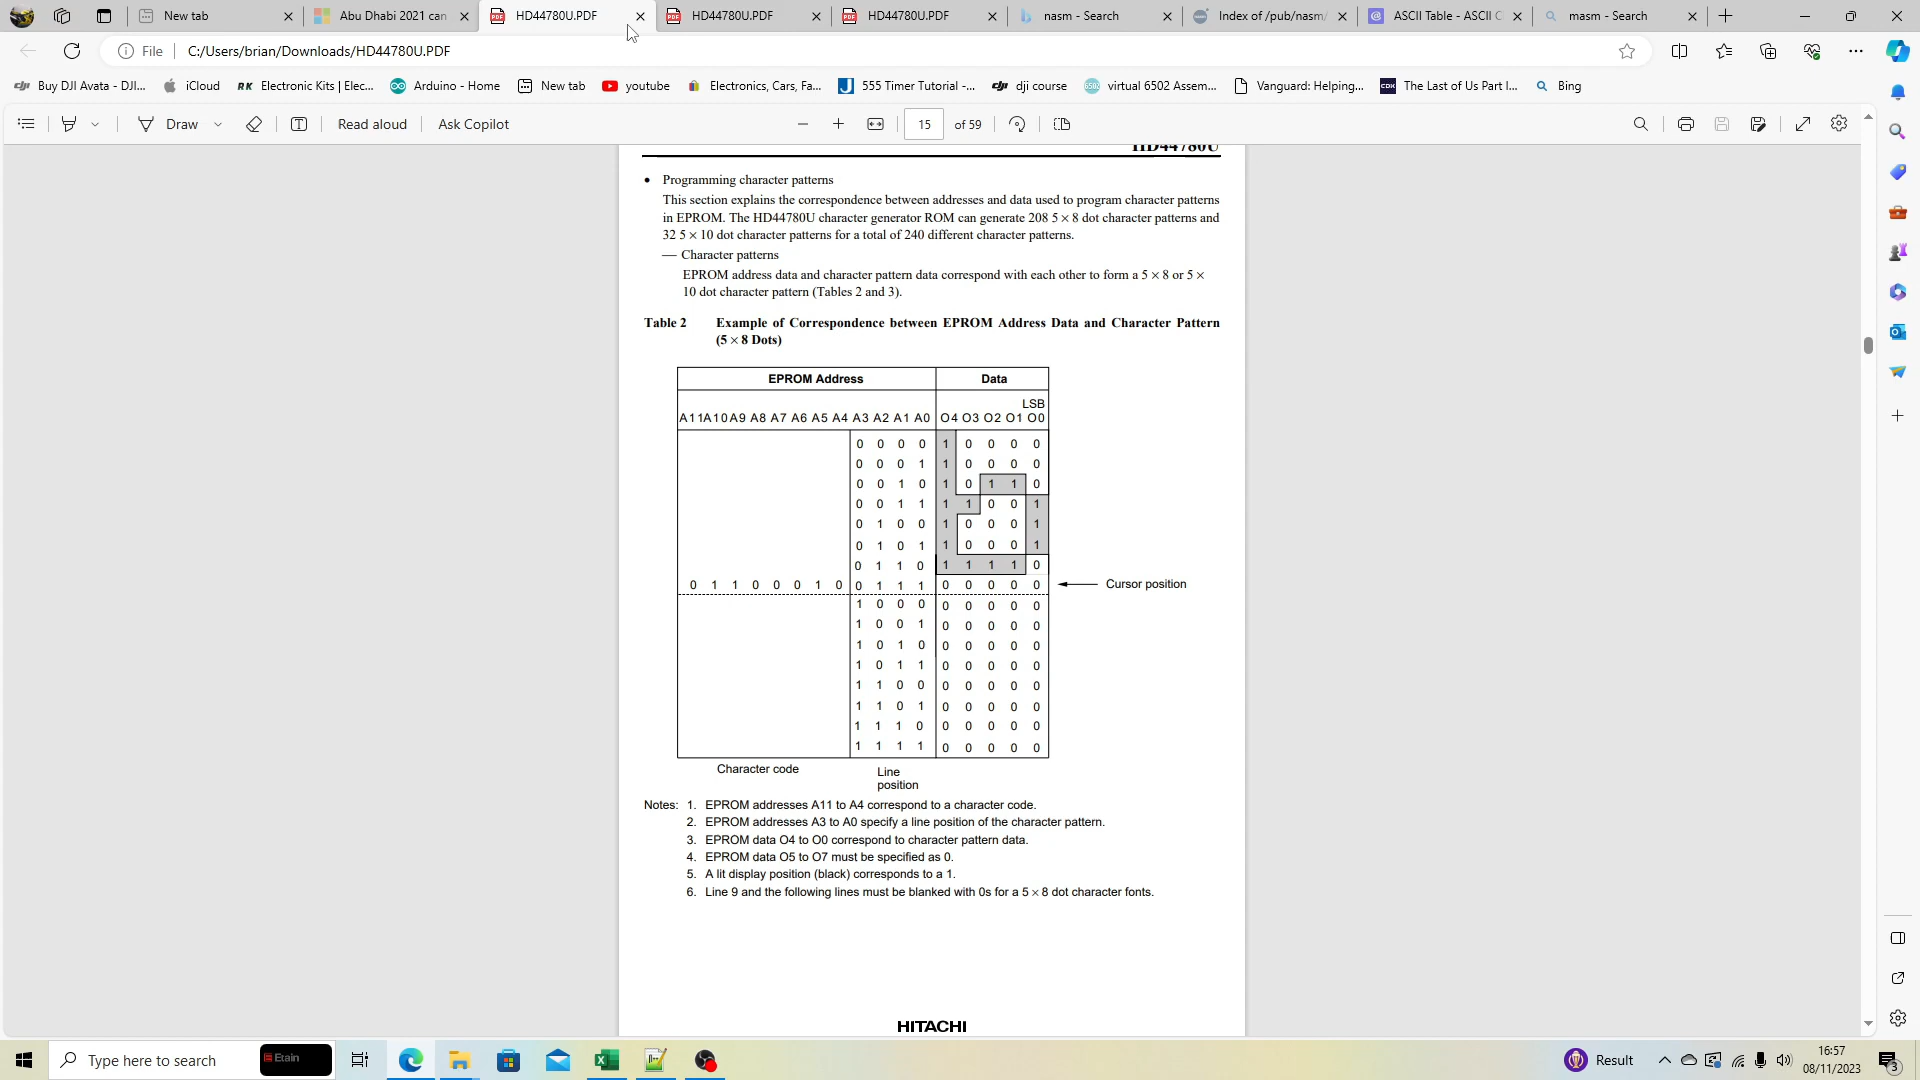 New tab
Abu Dhabi 2021 can
HD44780U.PDF
HD44780U.PDF
HD44780U.PDF
nasm - Search
Index of /pub/nasm/
ASCII Table - ASCII C
masm - Search
File
C:/Users/brian/Downloads/HD44780U.PDF
Buy DJI Avata - DJI...
iCloud
RK Electronic Kits | Elec...
Arduino - Home
New tab
youtube
Electronics, Cars, Fa...
555 Timer Tutorial -...
dji course
virtual 6502 Assem...
Vanguard: Helping...
The Last of Us Part I...
Bing
Draw
Read aloud
Ask Copilot
15 of 59
HD44780U
• Programming character patterns
This section explains the correspondence between addresses and data used to program character patterns
in EPROM. The HD44780U character generator ROM can generate 208 5 × 8 dot character patterns and
32 5 × 10 dot character patterns for a total of 240 different character patterns.
— Character patterns
EPROM address data and character pattern data correspond with each other to form a 5 × 8 or 5 ×
10 dot character pattern (Tables 2 and 3).
Table 2 Example of Correspondence between EPROM Address Data and Character Pattern
(5 × 8 Dots)
EPROM Address Data
LSB
A11A10A9 A8 A7 A6 A5 A4 A3 A2 A1 A0 O4 O3 O2 O1 O0
0 0 0 0 1 0 0 0 0
0 0 0 1 1 0 0 0 0
0 0 1 0 1 0 1 1 0
0 0 1 1 1 1 0 0 1
0 1 0 0 1 0 0 0 1
0 1 0 1 1 0 0 0 1
0 1 1 0 1 1 1 1 0
0 1 1 0 0 0 1 0 0 1 1 1 0 0 0 0 0 Cursor position
1 0 0 0 0 0 0 0 0
1 0 0 1 0 0 0 0 0
1 0 1 0 0 0 0 0 0
1 0 1 1 0 0 0 0 0
1 1 0 0 0 0 0 0 0
1 1 0 1 0 0 0 0 0
1 1 1 0 0 0 0 0 0
1 1 1 1 0 0 0 0 0
Character code
Line
position
Notes: 1. EPROM addresses A11 to A4 correspond to a character code.
2. EPROM addresses A3 to A0 specify a line position of the character pattern.
3. EPROM data O4 to O0 correspond to character pattern data.
4. EPROM data O5 to O7 must be specified as 0.
5. A lit display position (black) corresponds to a 1.
6. Line 9 and the following lines must be blanked with 0s for a 5 × 8 dot character fonts.
HITACHI
Type here to search
Etain
Result
16:57
08/11/2023
3